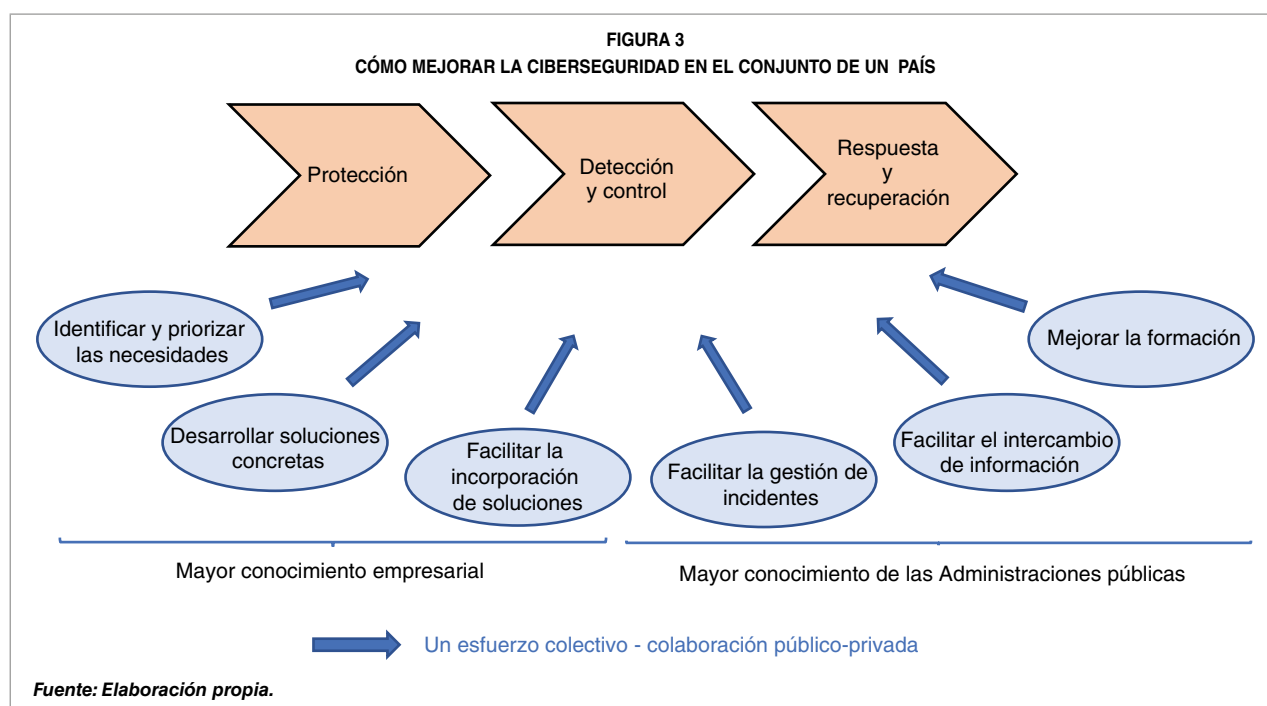 FIGURA 3
CÓMO MEJORAR LA CIBERSEGURIDAD EN EL CONJUNTO DE UN PAÍS
Protección
Detección
y control
Respuesta
y
recuperación
Identificar y priorizar
las necesidades
Desarrollar soluciones
concretas
Facilitar la
incorporación
de soluciones
Facilitar la gestión de
incidentes
Facilitar el intercambio
de información
Mejorar la formación
Mayor conocimiento empresarial
Mayor conocimiento de las Administraciones públicas
Un esfuerzo colectivo - colaboración público-privada
Fuente: Elaboración propia.